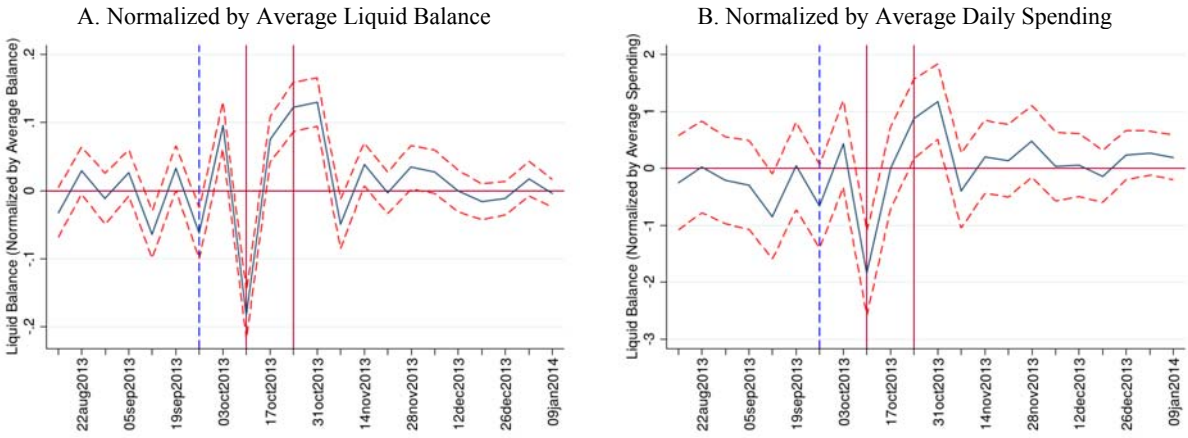 A. Normalized by Average Liquid Balance
Liquid Balance (Normalized by Average Balance)
.2
.1
0
-.1
-.2
22aug2013
05sep2013
19sep2013
03oct2013
17oct2013
31oct2013
14nov2013
28nov2013
12dec2013
26dec2013
09jan2014
B. Normalized by Average Daily Spending
Liquid Balance (Normalized by Average Spending)
2
1
0
-1
-2
-3
22aug2013
05sep2013
19sep2013
03oct2013
17oct2013
31oct2013
14nov2013
28nov2013
12dec2013
26dec2013
09jan2014